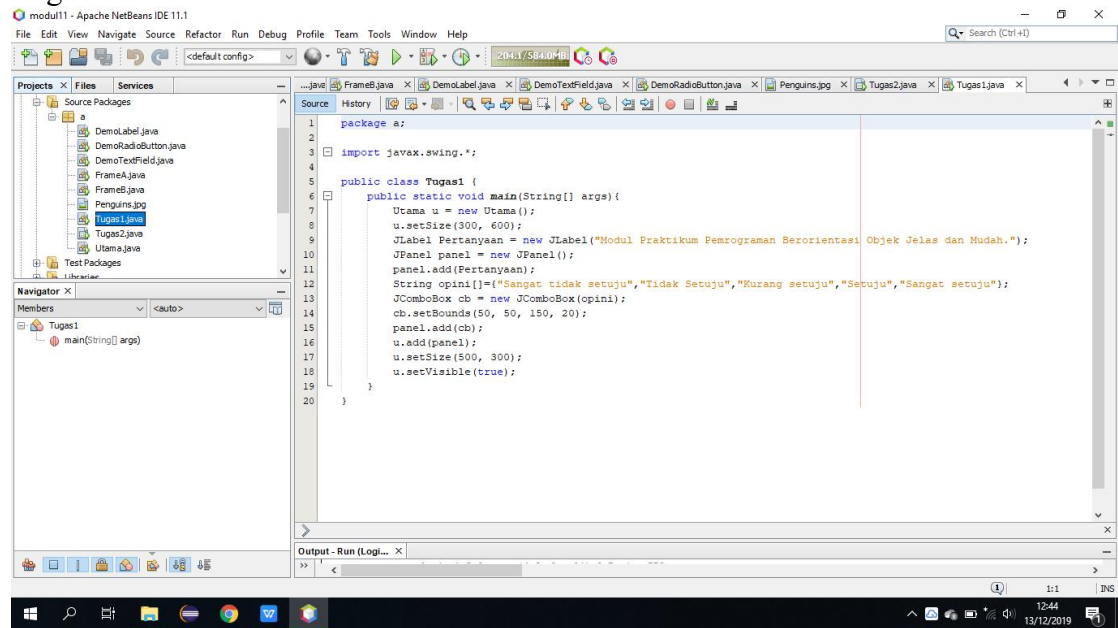 modul11 - Apache NetBeans IDE 11.1
File Edit View Navigate Source Refactor Run Debug Profile Team Tools Window Help
Search (Ctrl+I)
<default config>
204.1/584.0MB
Projects Files Services
...java FrameB.java DemoLabel.java DemoTextField.java DemoRadioButton.java Penguins.jpg Tugas2.java Tugas1.java
Source History
Source Packages
a
DemoLabel.java
DemoRadioButton.java
DemoTextField.java
FrameA.java
FrameB.java
Penguins.jpg
Tugas1.java
Tugas2.java
Utama.java
Test Packages
Libraries
Navigator
Members <auto>
Tugas1
main(String[] args)
1 package a;
2
3 import javax.swing.*;
4
5 public class Tugas1 {
6 public static void main(String[] args){
7 Utama u = new Utama();
8 u.setSize(300, 600);
9 JLabel Pertanyaan = new JLabel("Modul Praktikum Pemrograman Berorientasi Objek Jelas dan Mudah.");
10 JPanel panel = new JPanel();
11 panel.add(Pertanyaan);
12 String opini[]={"Sangat tidak setuju","Tidak Setuju","Kurang setuju","Setuju","Sangat setuju"};
13 JComboBox cb = new JComboBox(opini);
14 cb.setBounds(50, 50, 150, 20);
15 panel.add(cb);
16 u.add(panel);
17 u.setSize(500, 300);
18 u.setVisible(true);
19 }
20 }
Output - Run (Logi...
1:1 INS
12:44
13/12/2019